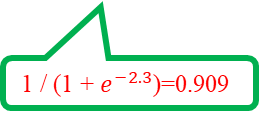 1 / (1 + e⁻²·³)=0.909